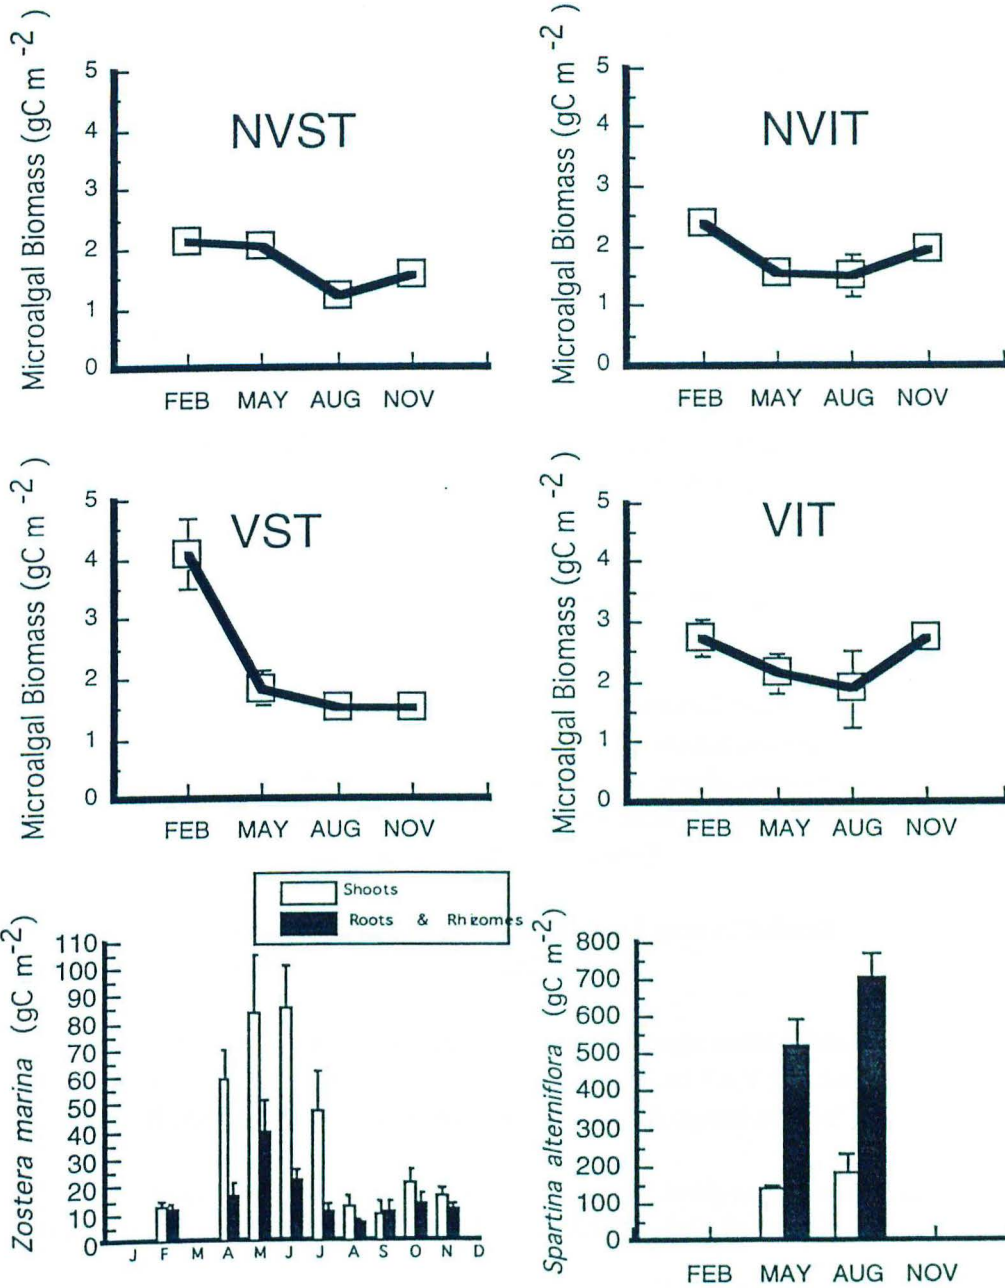 Microalgal Biomass (gC m -2 )
5
4
3
2
1
0
NVST
FEB MAY AUG NOV
Microalgal Biomass (gC m -2 )
5
4
3
2
1
0
NVIT
FEB MAY AUG NOV
Microalgal Biomass (gC m -2 )
5
4
3
2
1
0
VST
FEB MAY AUG NOV
Microalgal Biomass (gC m -2 )
5
4
3
2
1
0
VIT
FEB MAY AUG NOV
Shoots
Roots & Rhizomes
Zostera marina (gC m-2)
110
100
90
80
70
60
50
40
30
20
10
0
J F M A M J J A S O N D
Spartina alterniflora (gC m-2)
800
700
600
500
400
300
200
100
0
FEB MAY AUG NOV